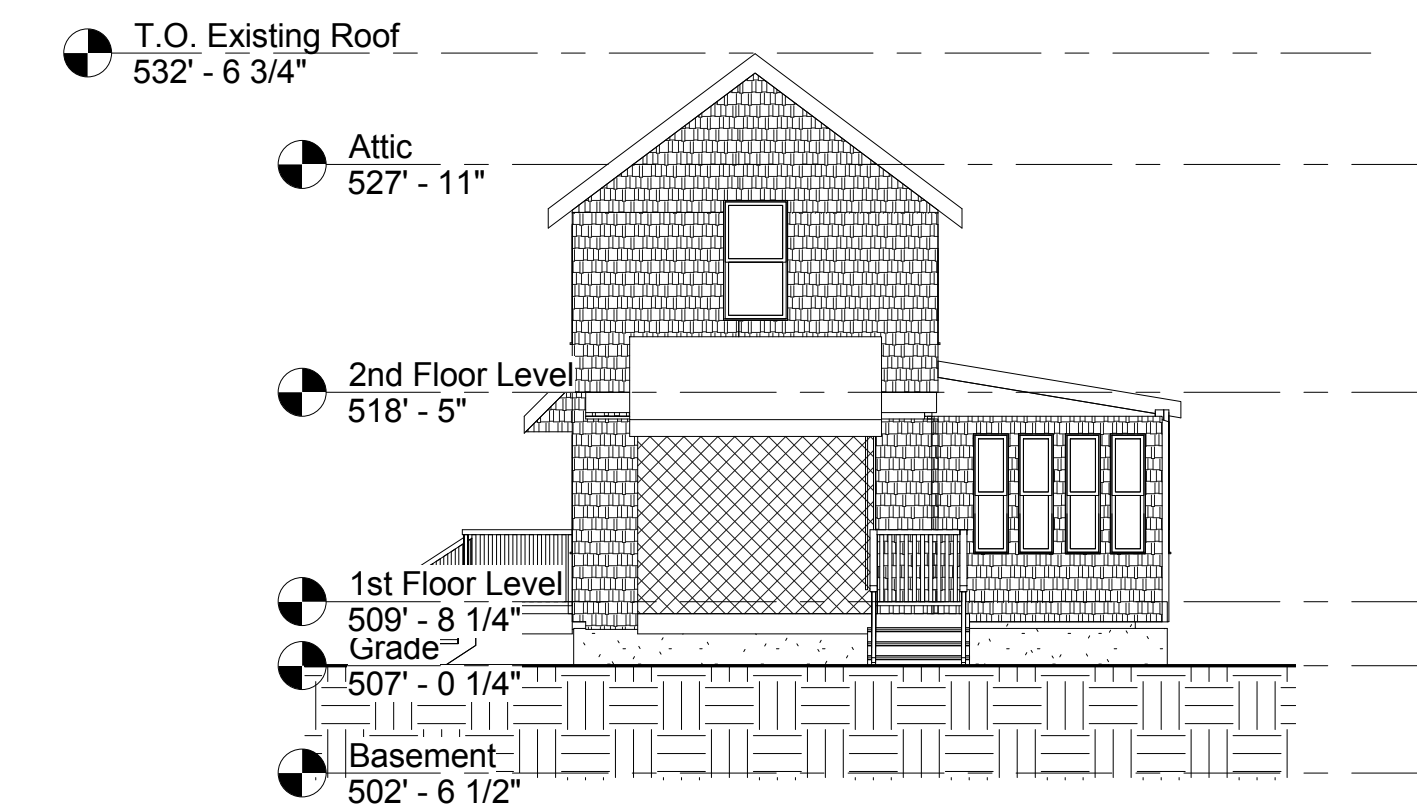 T.O. Existing Roof
532' - 6 3/4"
Attic
527' - 11"
2nd Floor Level
518' - 5"
1st Floor Level
509' - 8 1/4"
Grade
507' - 0 1/4"
Basement
502' - 6 1/2"